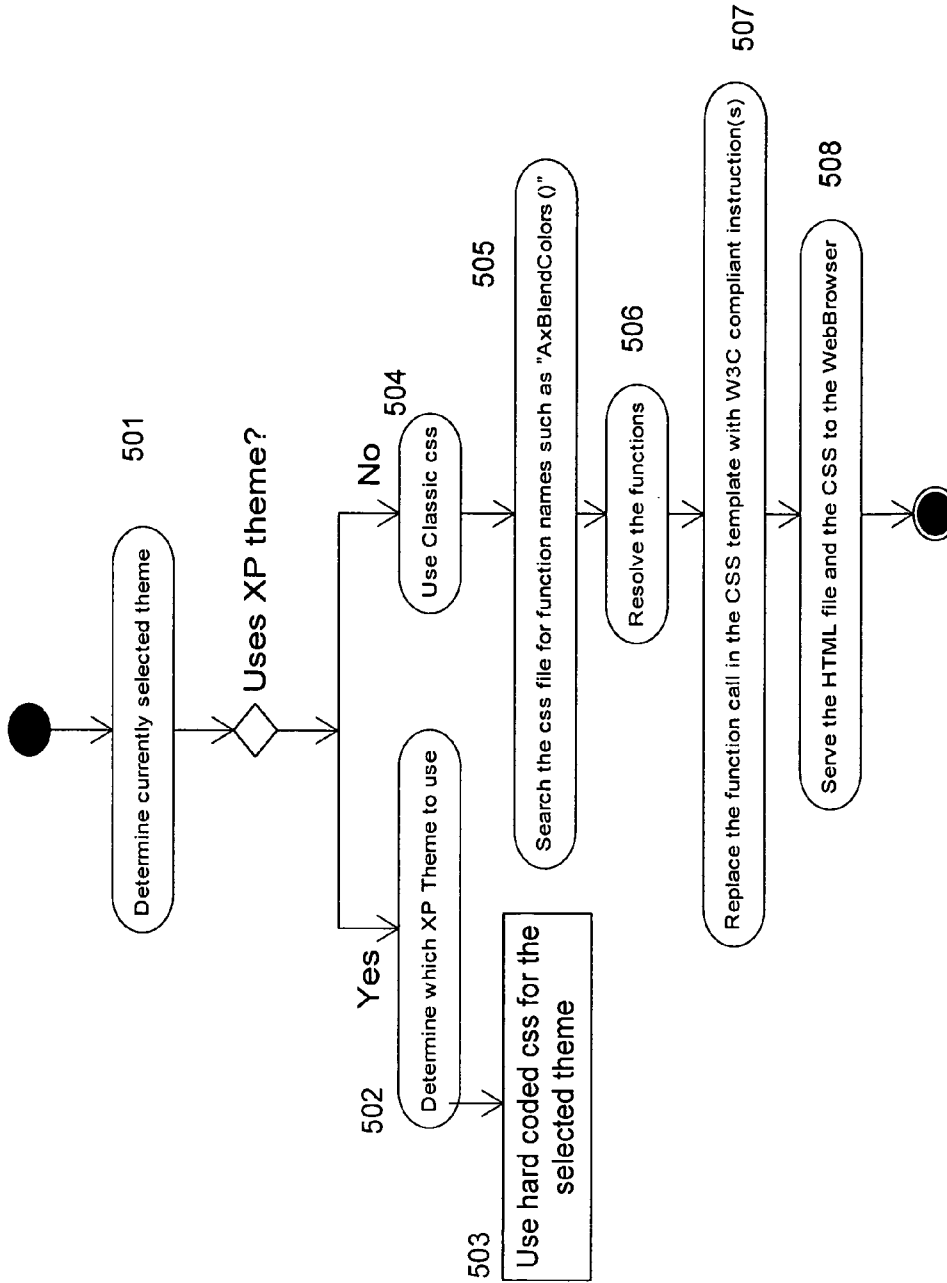 501
Determine currently selected theme
Uses XP theme?
Yes
No
502
Determine which XP Theme to use
504
Use Classic css
503
Use hard coded css for the
selected theme
505
Search the css file for function names such as "AxBlendColors ()"
506
Resolve the functions
507
Replace the function call in the CSS template with W3C compliant instruction(s)
508
Serve the HTML file and the CSS to the WebBrowser